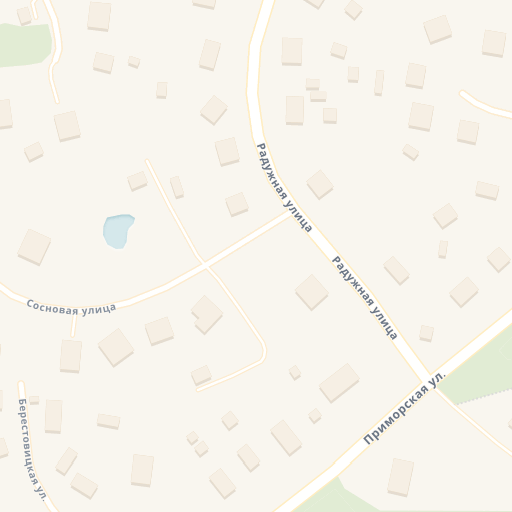 Радужная улица
Радужная улица
Сосновая улица
Приморская ул.
Берестовицкая ул.